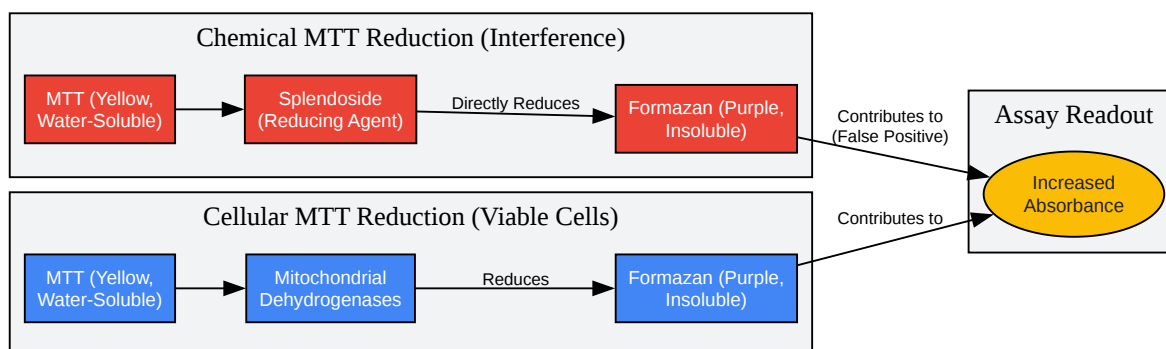 Chemical MTT Reduction (Interference)
MTT (Yellow,
Water-Soluble)
Splendoside
(Reducing Agent)
Directly Reduces
Formazan (Purple,
Insoluble)
Contributes to
(False Positive)
Assay Readout
Increased
Absorbance
Cellular MTT Reduction (Viable Cells)
MTT (Yellow,
Water-Soluble)
Mitochondrial
Dehydrogenases
Reduces
Formazan (Purple,
Insoluble)
Contributes to